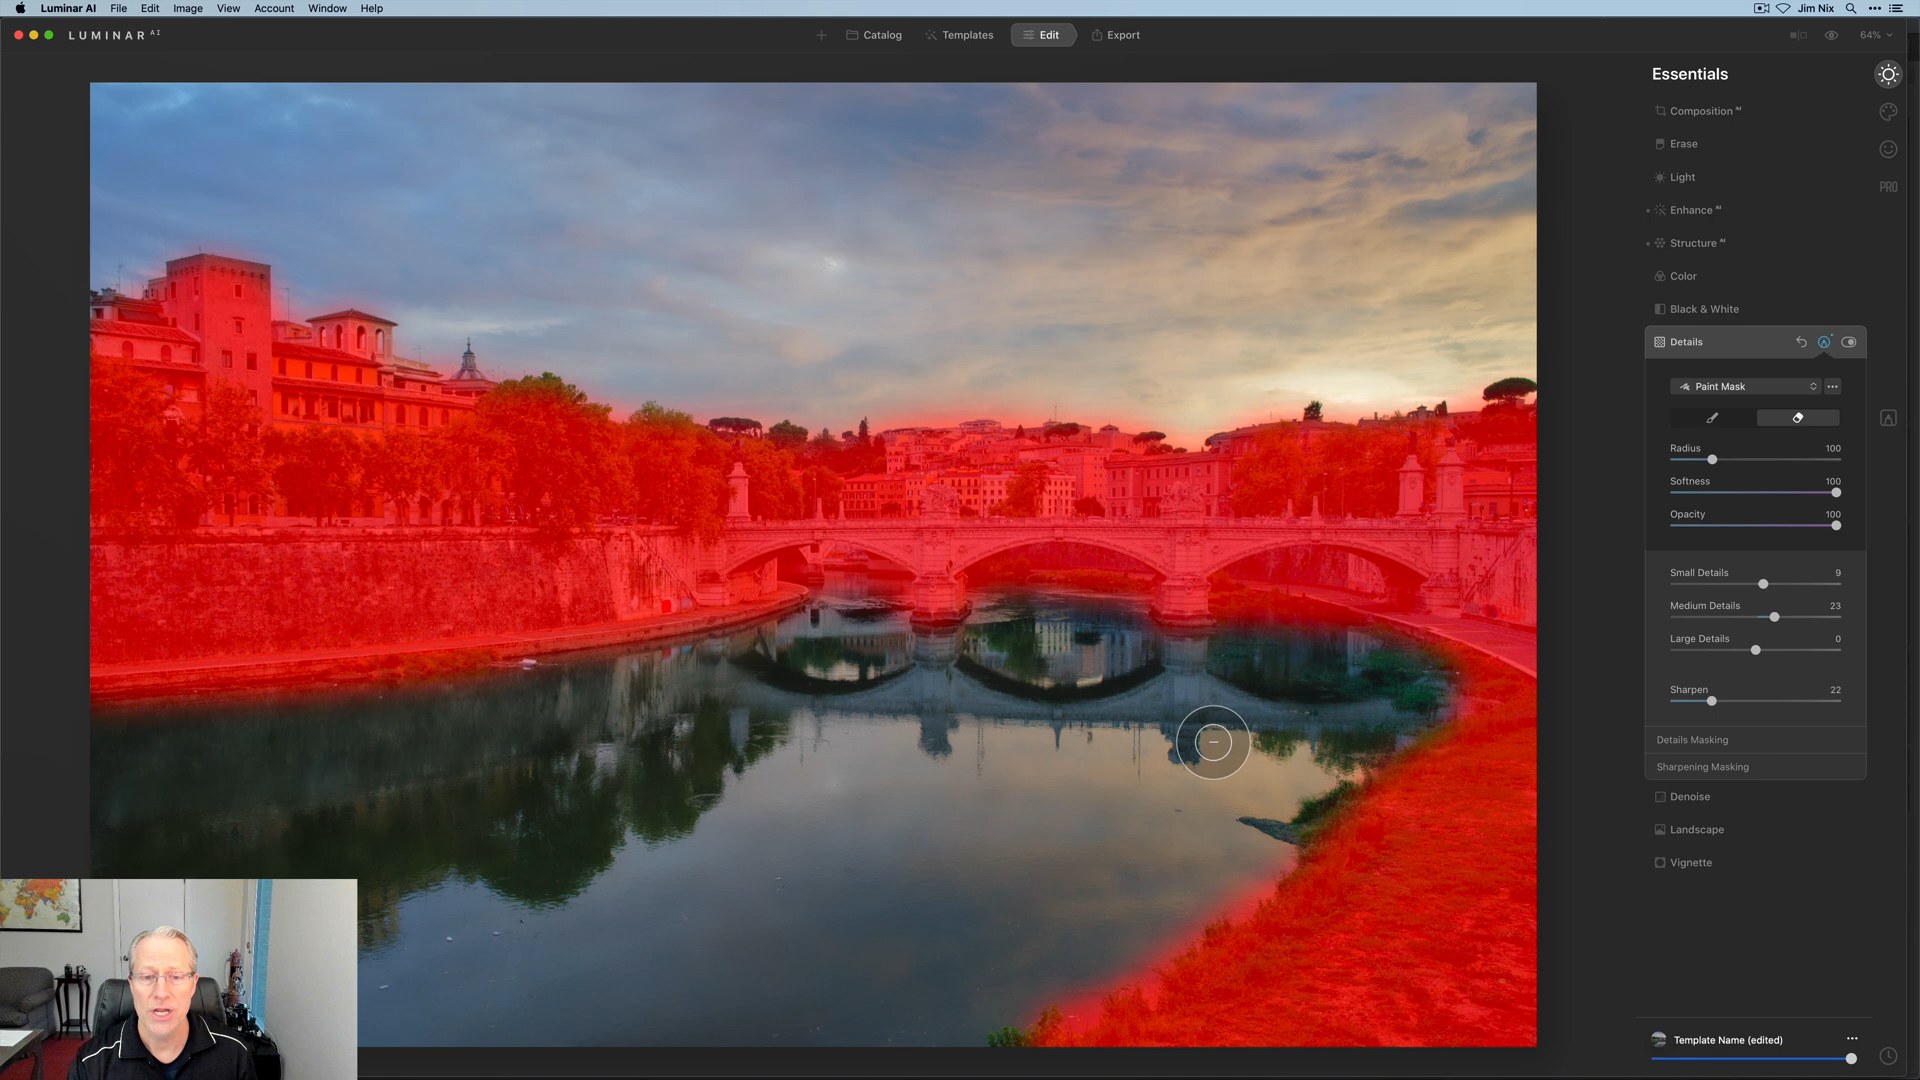 Luminar AI File Edit Image View Account Window Help Jim Nix
LUMINAR AI Catalog Templates Edit Export 64%
Essentials
Composition AI
Erase
Light
PRO
Enhance AI
Structure AI
Color
Black & White
Details
Paint Mask
Radius 100
Softness 100
Opacity 100
Small Details 9
Medium Details 23
Large Details 0
Sharpen 22
Details Masking
Sharpening Masking
Denoise
Landscape
Vignette
Template Name (edited)